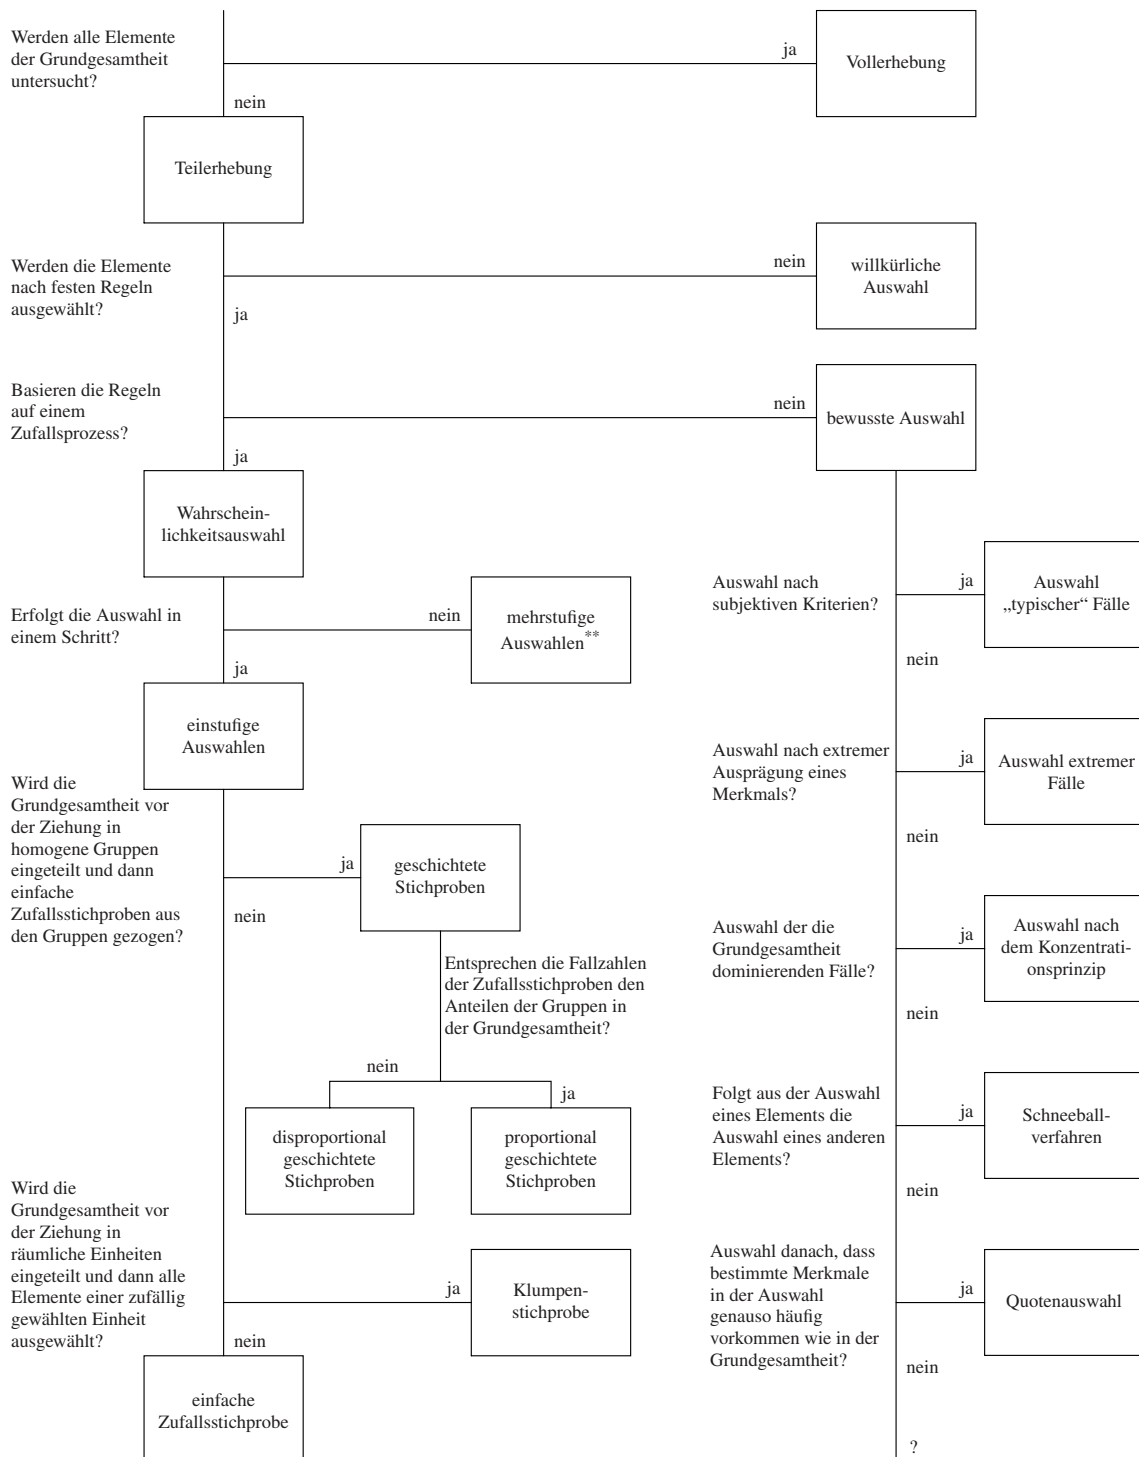 Werden alle Elemente
der Grundgesamtheit
untersucht?
ja
Vollerhebung
nein
Teilerhebung
Werden die Elemente
nach festen Regeln
ausgewählt?
nein
willkürliche
Auswahl
ja
Basieren die Regeln
auf einem
Zufallsprozess?
nein
bewusste Auswahl
ja
Wahrschein-
lichkeitsauswahl
Erfolgt die Auswahl in
einem Schritt?
nein
mehrstufige
Auswahlen**
ja
einstufige
Auswahlen
Wird die
Grundgesamtheit vor
der Ziehung in
homogene Gruppen
eingeteilt und dann
einfache
Zufallsstichproben aus
den Gruppen gezogen?
ja
geschichtete
Stichproben
nein
Entsprechen die Fallzahlen
der Zufallsstichproben den
Anteilen der Gruppen in
der Grundgesamtheit?
nein
ja
disproportional
geschichtete
Stichproben
proportional
geschichtete
Stichproben
Wird die
Grundgesamtheit vor
der Ziehung in
räumliche Einheiten
eingeteilt und dann alle
Elemente einer zufällig
gewählten Einheit
ausgewählt?
ja
Klumpen-
stichprobe
nein
einfache
Zufallsstichprobe
Auswahl nach
subjektiven Kriterien?
ja
Auswahl
„typischer“ Fälle
nein
Auswahl nach extremer
Ausprägung eines
Merkmals?
ja
Auswahl extremer
Fälle
nein
Auswahl der die
Grundgesamtheit
dominierenden Fälle?
ja
Auswahl nach
dem Konzentrati-
onsprinzip
nein
Folgt aus der Auswahl
eines Elements die
Auswahl eines anderen
Elements?
ja
Schneeball-
verfahren
nein
Auswahl danach, dass
bestimmte Merkmale
in der Auswahl
genauso häufig
vorkommen wie in der
Grundgesamtheit?
ja
Quotenauswahl
nein
?